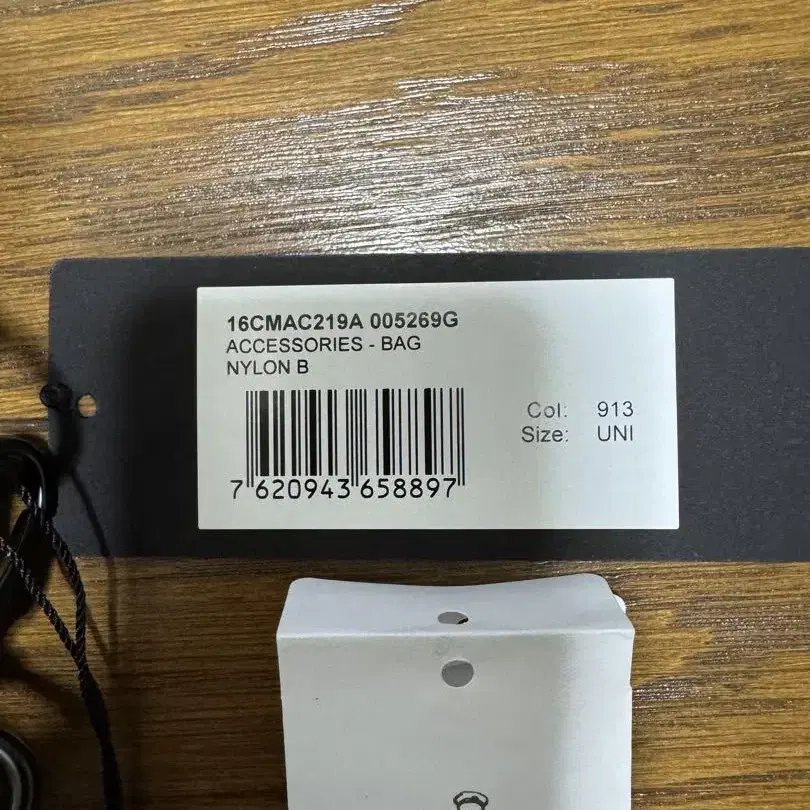 16CMAC219A 005269G
ACCESSORIES - BAG
NYLON B
Col: 913
Size: UNI
7 620943 658897